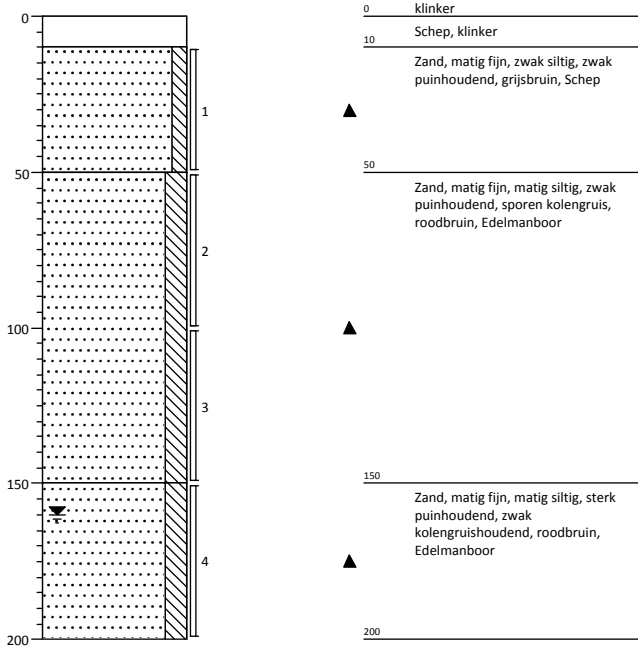 0
50
100
150
200
1
2
3
4
0
klinker
Schep, klinker
10
Zand, matig fijn, zwak siltig, zwak
puinhoudend, grijsbruin, Schep
50
Zand, matig fijn, matig siltig, zwak
puinhoudend, sporen kolengruis,
roodbruin, Edelmanboor
150
Zand, matig fijn, matig siltig, sterk
puinhoudend, zwak
kolengruishoudend, roodbruin,
Edelmanboor
200